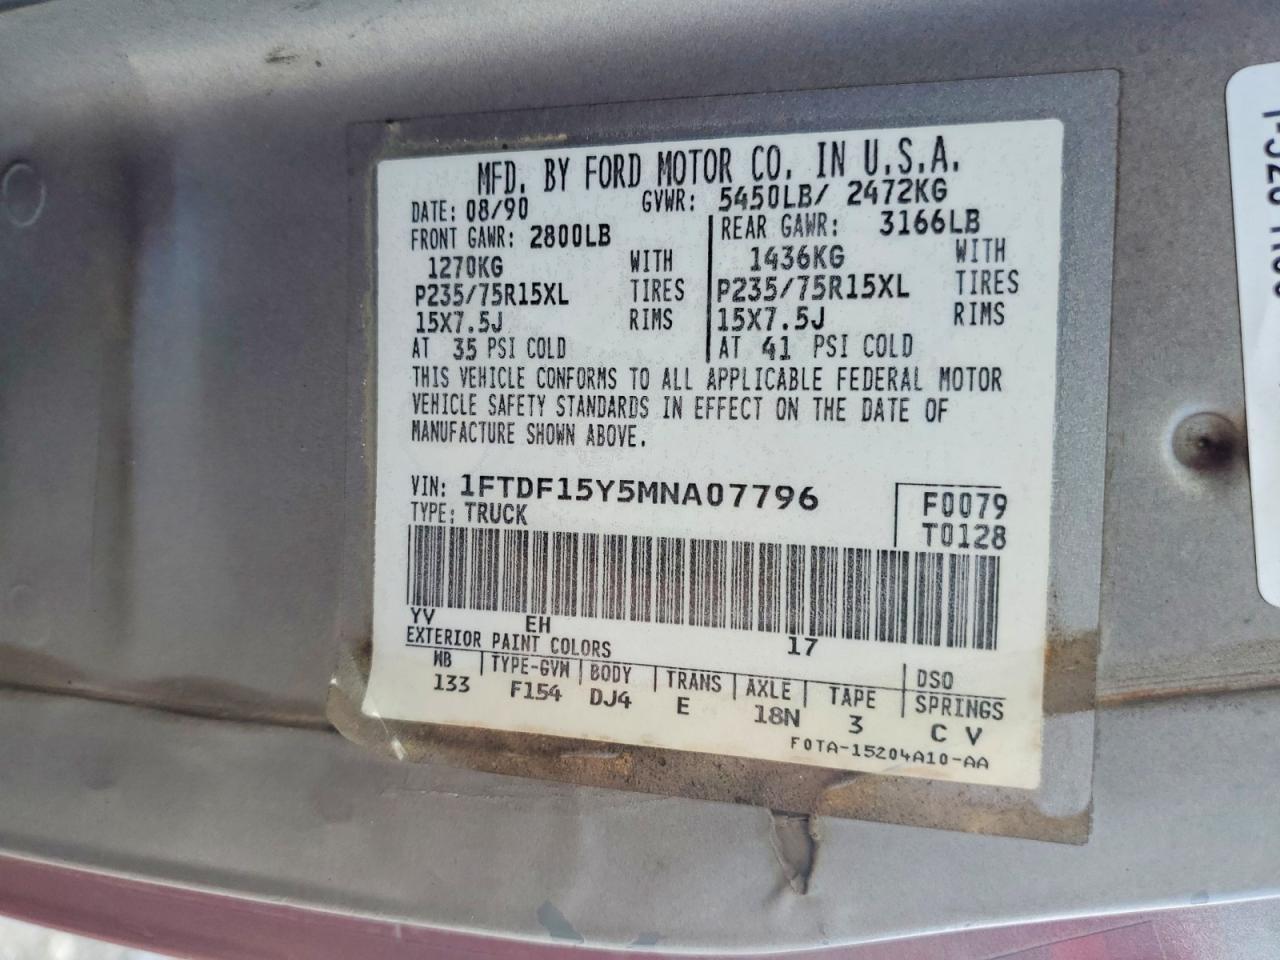 MFD. BY FORD MOTOR CO. IN U.S.A.
DATE: 08/90 GVWR: 5450LB/ 2472KG
FRONT GAWR: 2800LB REAR GAWR: 3166LB
1270KG WITH 1436KG WITH
P235/75R15XL TIRES P235/75R15XL TIRES
15X7.5J RIMS 15X7.5J RIMS
AT 35 PSI COLD AT 41 PSI COLD
THIS VEHICLE CONFORMS TO ALL APPLICABLE FEDERAL MOTOR
VEHICLE SAFETY STANDARDS IN EFFECT ON THE DATE OF
MANUFACTURE SHOWN ABOVE.
VIN: 1FTDF15Y5MNA07796 F0079
TYPE: TRUCK T0128
YV EH 17
EXTERIOR PAINT COLORS DSO
WB TYPE-GVW BODY TRANS AXLE TAPE SPRINGS
133 F154 DJ4 E 18N 3 C V
F0TA-15204A10-AA